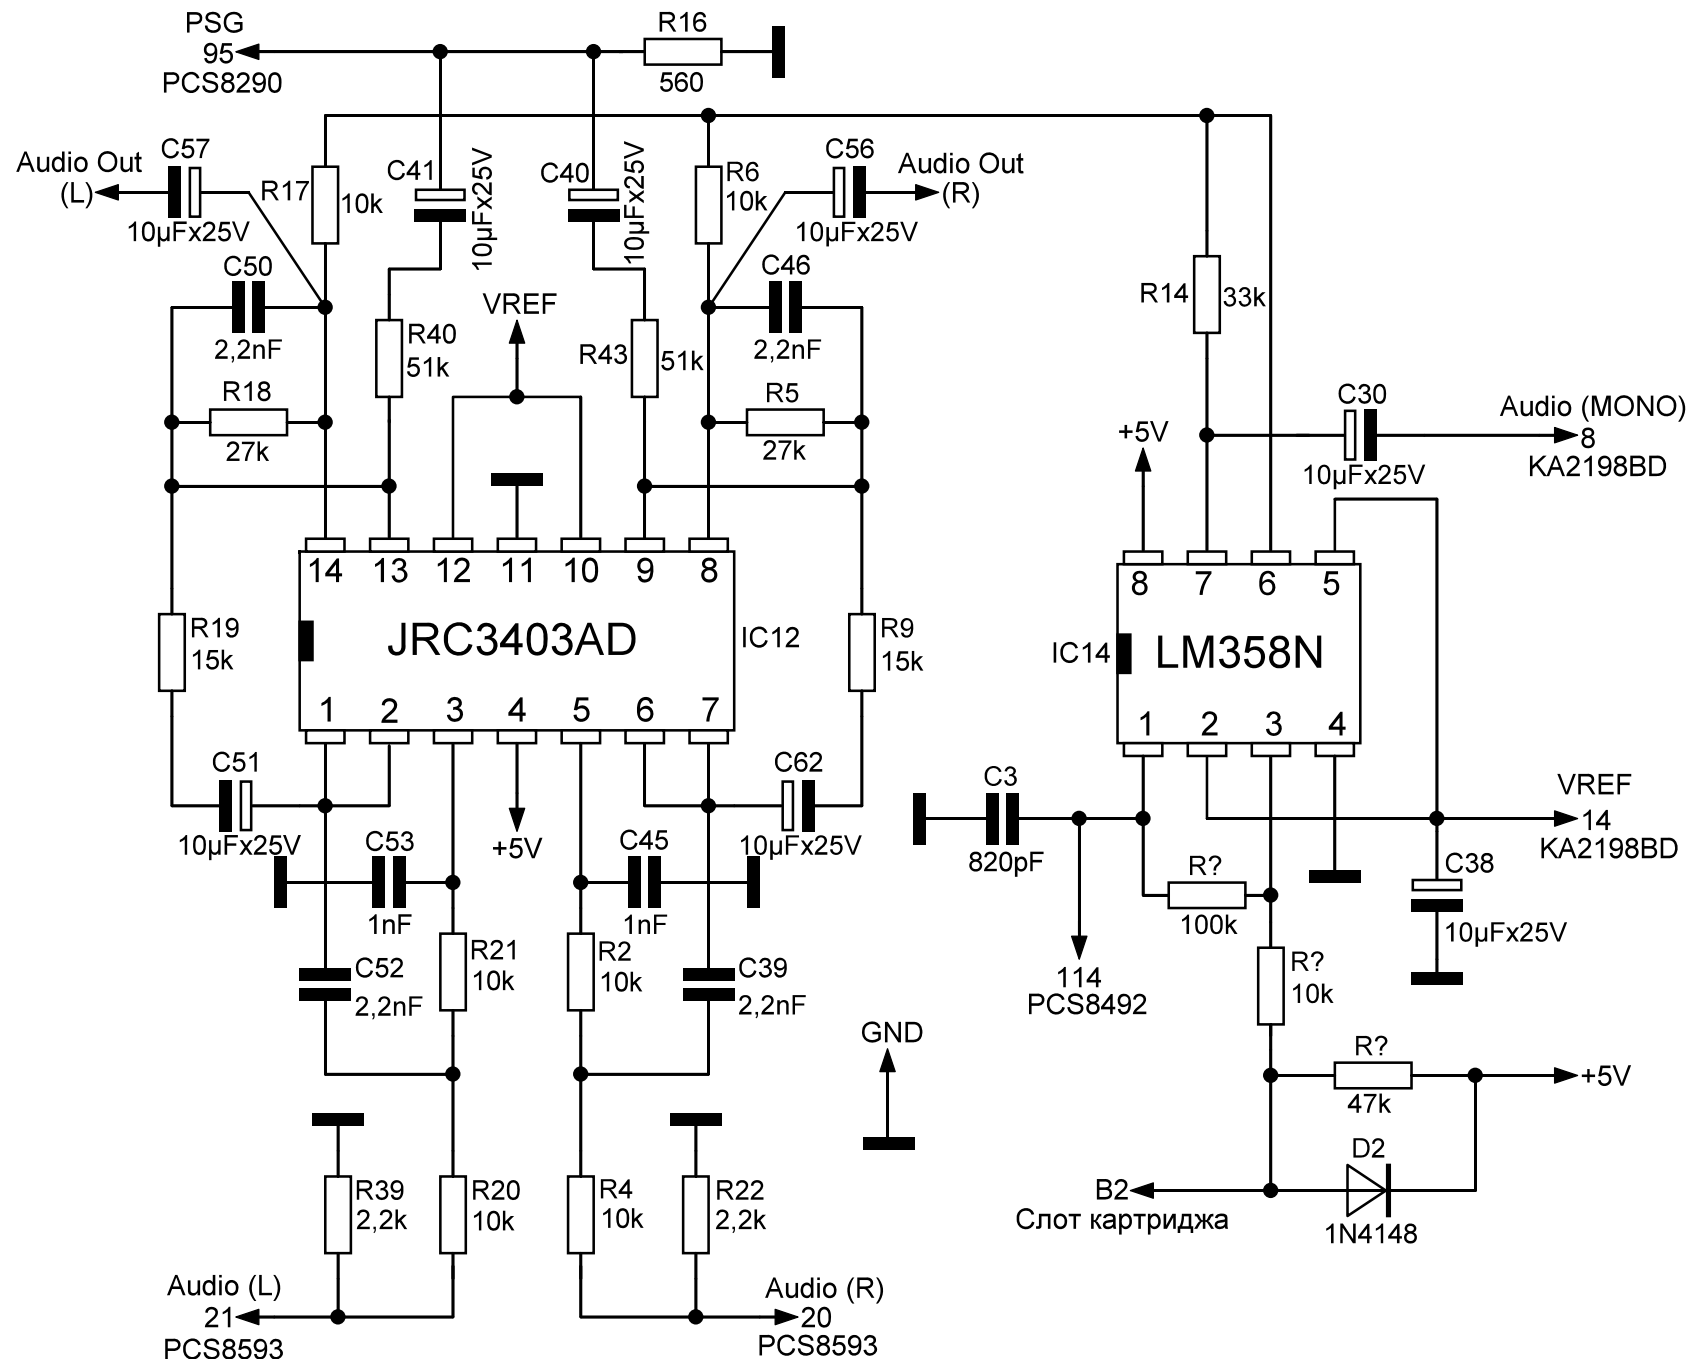 PSG
95
PCS8290
R16
560
Audio Out
(L)
C57
10µFx25V
R17
10k
C41
10µFx25V
C40
10µFx25V
R6
10k
C56
10µFx25V
Audio Out
(R)
C50
2,2nF
R18
27k
R40
51k
VREF
R43
51k
C46
2,2nF
R5
27k
R14
33k
+5V
C30
10µFx25V
Audio (MONO)
8
KA2198BD
14
13
12
11
10
9
8
JRC3403AD
IC12
1
2
3
4
5
6
7
R19
15k
R9
15k
8
7
6
5
IC14
LM358N
1
2
3
4
C51
10µFx25V
C53
1nF
+5V
C45
1nF
C62
10µFx25V
C3
820pF
R?
100k
VREF
14
KA2198BD
C38
10µFx25V
C52
2,2nF
R21
10k
R2
10k
C39
2,2nF
114
PCS8492
R?
10k
GND
R?
47k
+5V
D2
1N4148
B2
Слот картриджа
R39
2,2k
R20
10k
R4
10k
R22
2,2k
Audio (L)
21
PCS8593
Audio (R)
20
PCS8593